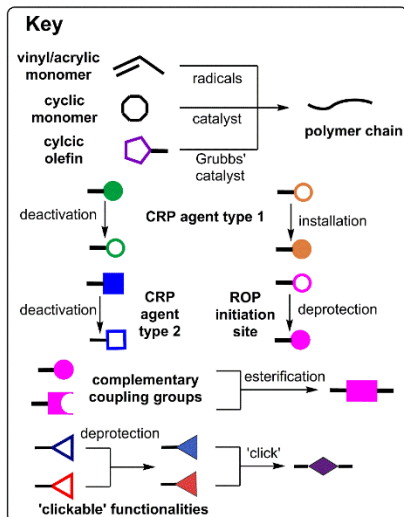 Key
vinyl/acrylic
monomer
radicals
cyclic
monomer
catalyst
polymer chain
cylcic
olefin
Grubbs'
catalyst
deactivation
CRP agent type 1
installation
deactivation
CRP
agent
type 2
ROP
initiation
site
deprotection
complementary
coupling groups
esterification
deprotection
'click'
'clickable' functionalities